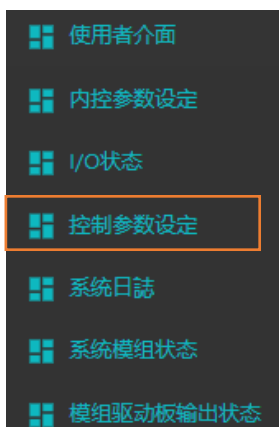 使用者介面
内控参数设定
I/O状态
控制参数设定
系统日誌
系统模组状态
模组驱动板输出状态